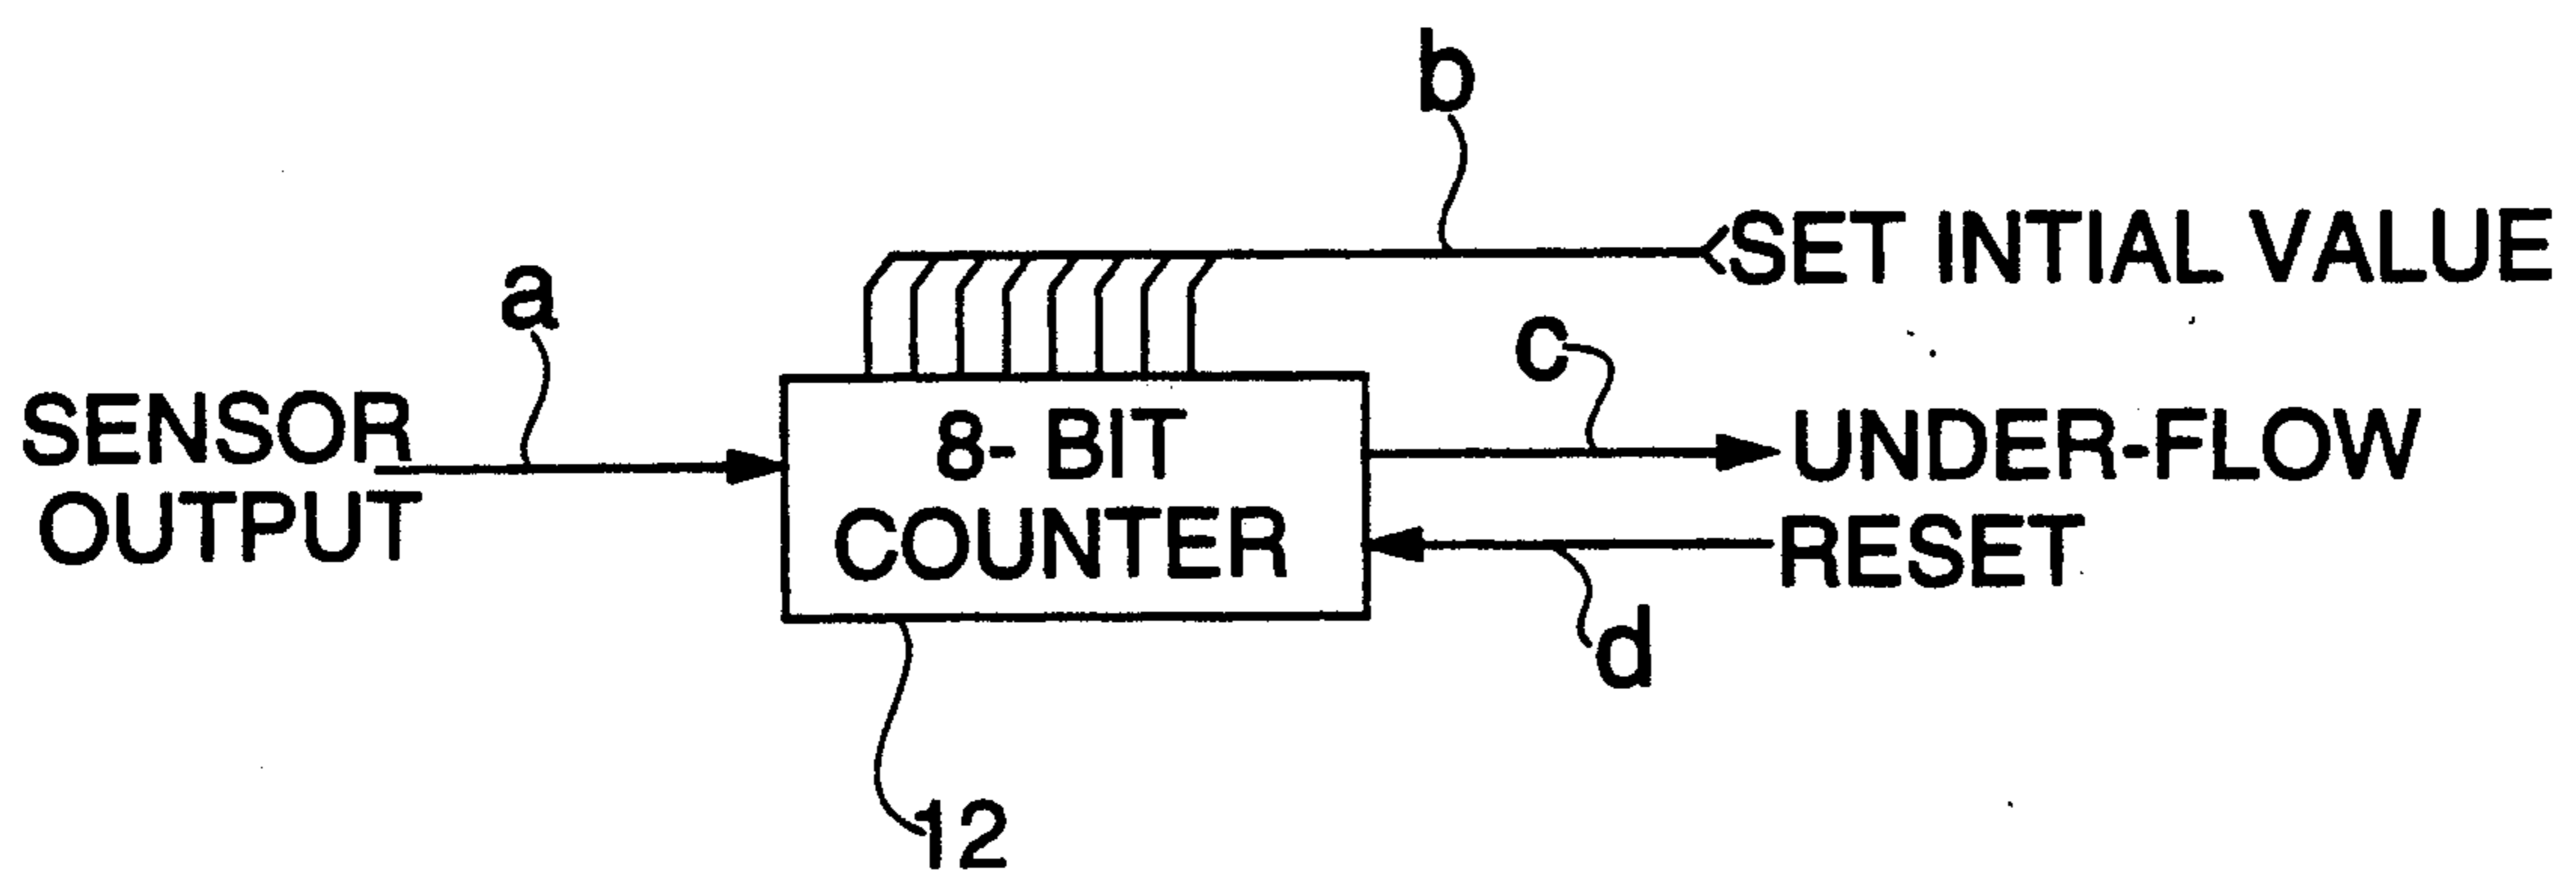 b
SET INTIAL VALUE
a
c
SENSOR
OUTPUT
8- BIT
COUNTER
UNDER-FLOW
RESET
d
12